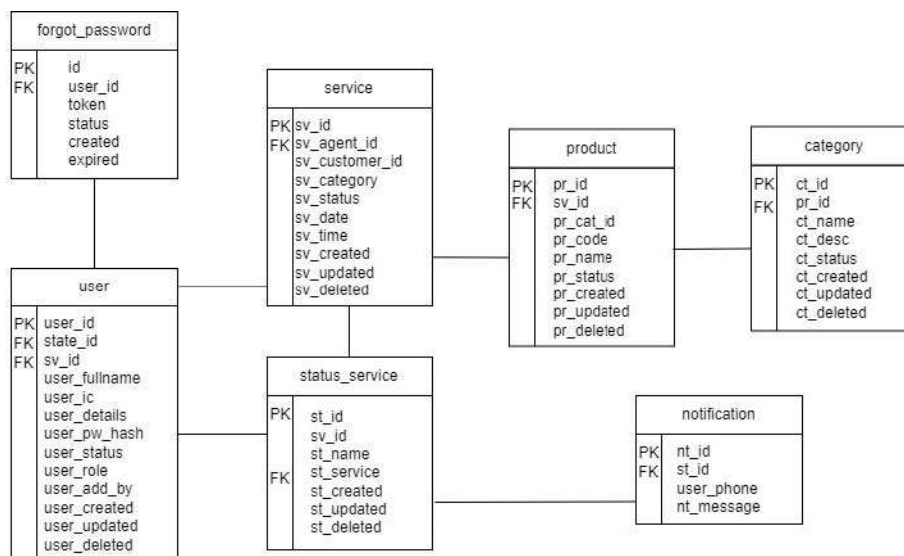 forgot_password
PK id
FK user_id
token
status
created
expired
service
PK sv_id
FK sv_agent_id
sv_customer_id
sv_category
sv_status
sv_date
sv_time
sv_created
sv_updated
sv_deleted
product
PK pr_id
FK sv_id
pr_cat_id
pr_code
pr_name
pr_status
pr_created
pr_updated
pr_deleted
category
PK ct_id
FK pr_id
ct_name
ct_desc
ct_status
ct_created
ct_updated
ct_deleted
user
PK user_id
FK state_id
FK sv_id
user_fullname
user_ic
user_details
user_pw_hash
user_status
user_role
user_add_by
user_created
user_updated
user_deleted
status_service
PK st_id
sv_id
st_name
FK st_service
st_created
st_updated
st_deleted
notification
PK nt_id
FK st_id
user_phone
nt_message